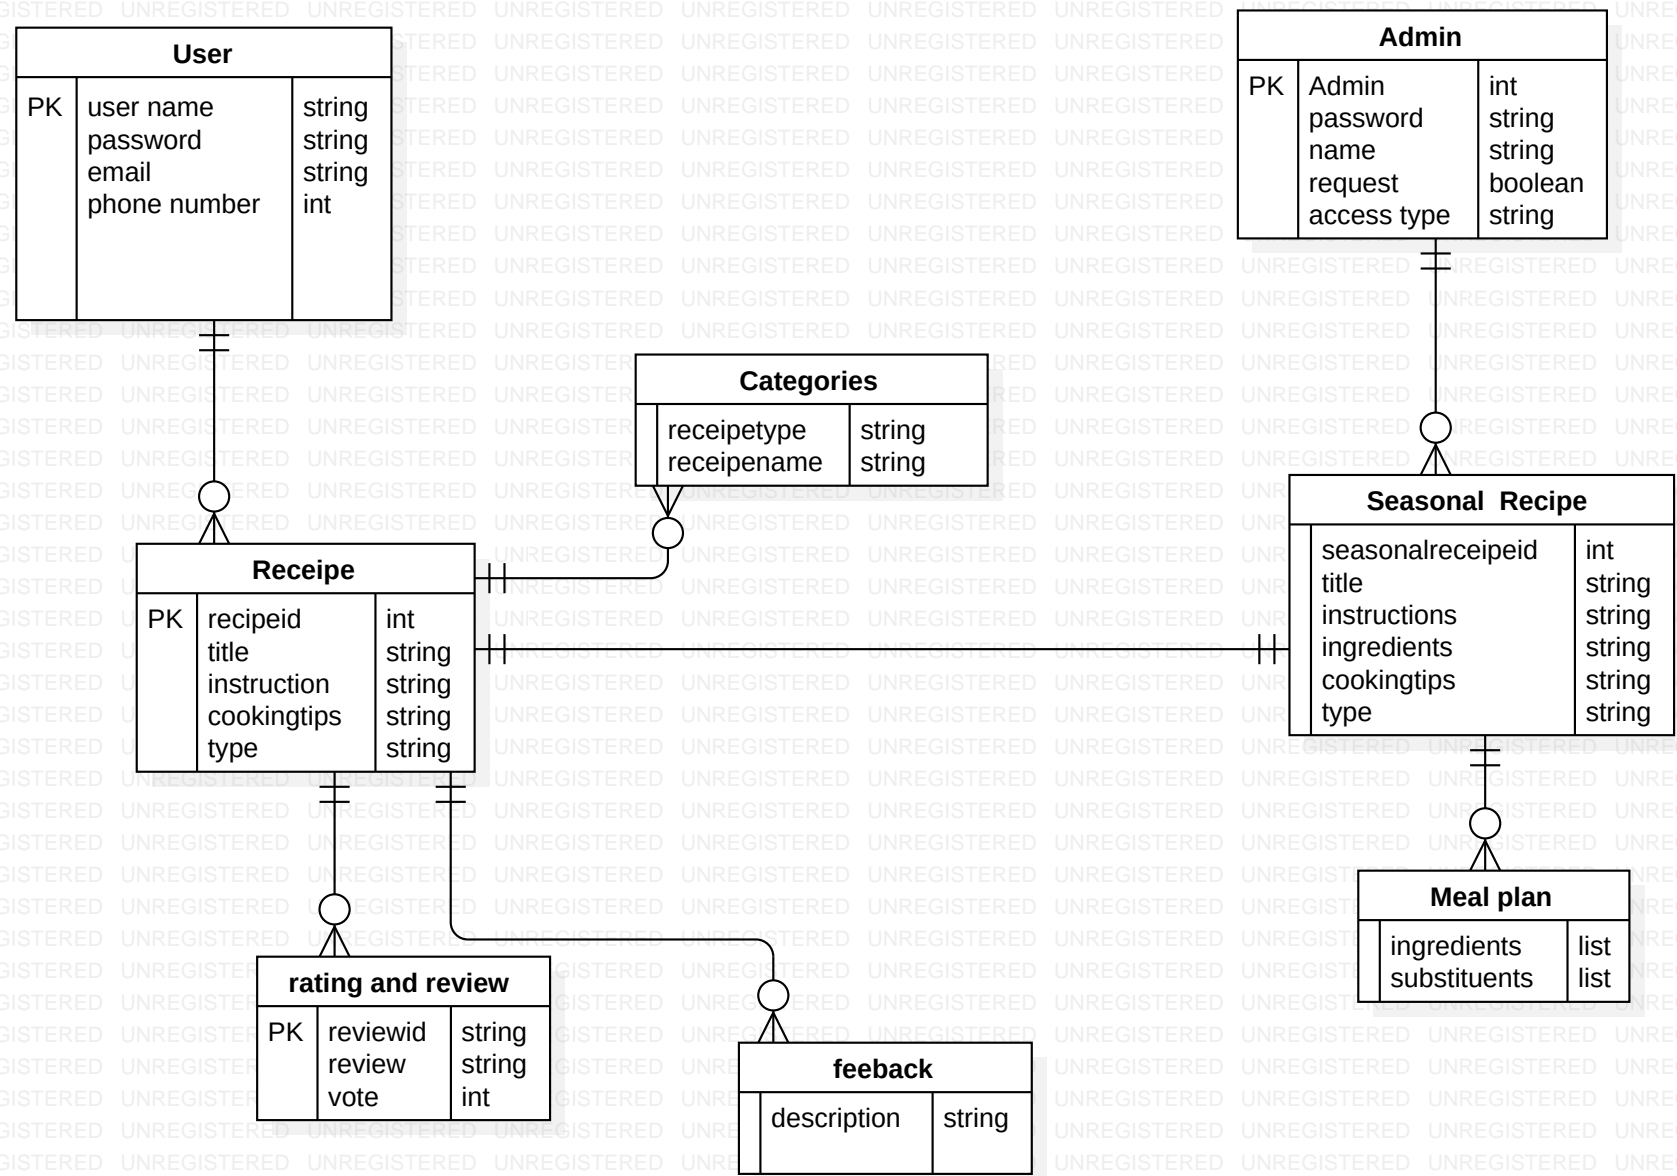 User
PK user name string
password string
email string
phone number int
Admin
PK Admin int
password string
name string
request boolean
access type string
Categories
receipetype string
receipename string
Receipe
PK recipeid int
title string
instruction string
cookingtips string
type string
Seasonal Recipe
seasonalreceipeid int
title string
instructions string
ingredients string
cookingtips string
type string
Meal plan
ingredients list
substituents list
rating and review
PK reviewid string
review string
vote int
feeback
description string
UNREGISTERED